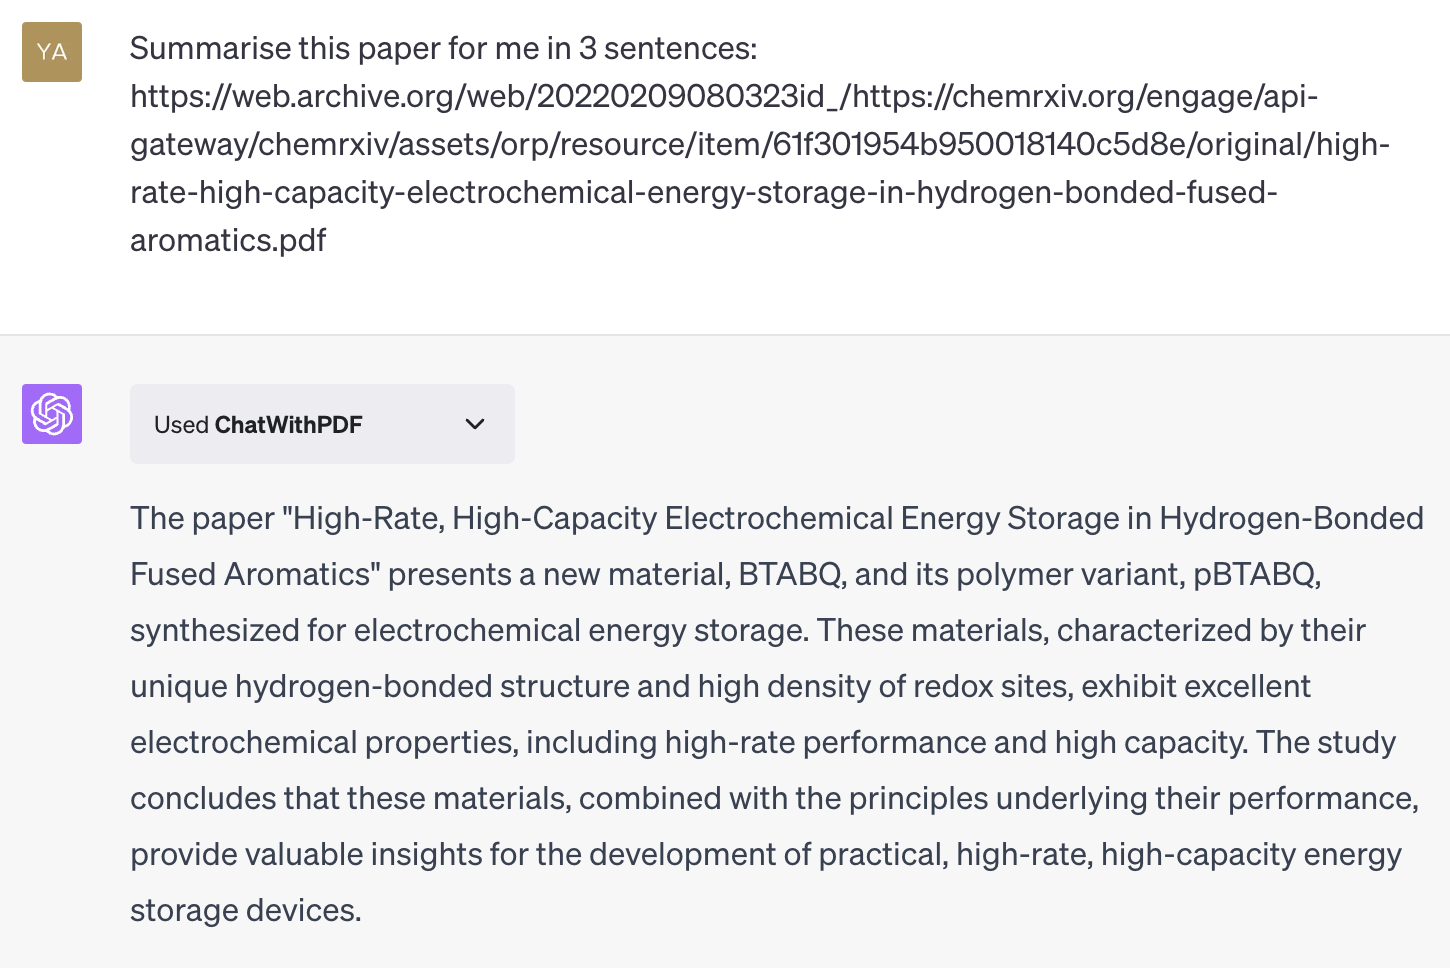 YA
Summarise this paper for me in 3 sentences:
https://web.archive.org/web/20220209080323id_/https://chemrxiv.org/engage/api-
gateway/chemrxiv/assets/orp/resource/item/61f301954b950018140c5d8e/original/high-
rate-high-capacity-electrochemical-energy-storage-in-hydrogen-bonded-fused-
aromatics.pdf
Used ChatWithPDF
The paper "High-Rate, High-Capacity Electrochemical Energy Storage in Hydrogen-Bonded
Fused Aromatics" presents a new material, BTABQ, and its polymer variant, pBTABQ,
synthesized for electrochemical energy storage. These materials, characterized by their
unique hydrogen-bonded structure and high density of redox sites, exhibit excellent
electrochemical properties, including high-rate performance and high capacity. The study
concludes that these materials, combined with the principles underlying their performance,
provide valuable insights for the development of practical, high-rate, high-capacity energy
storage devices.